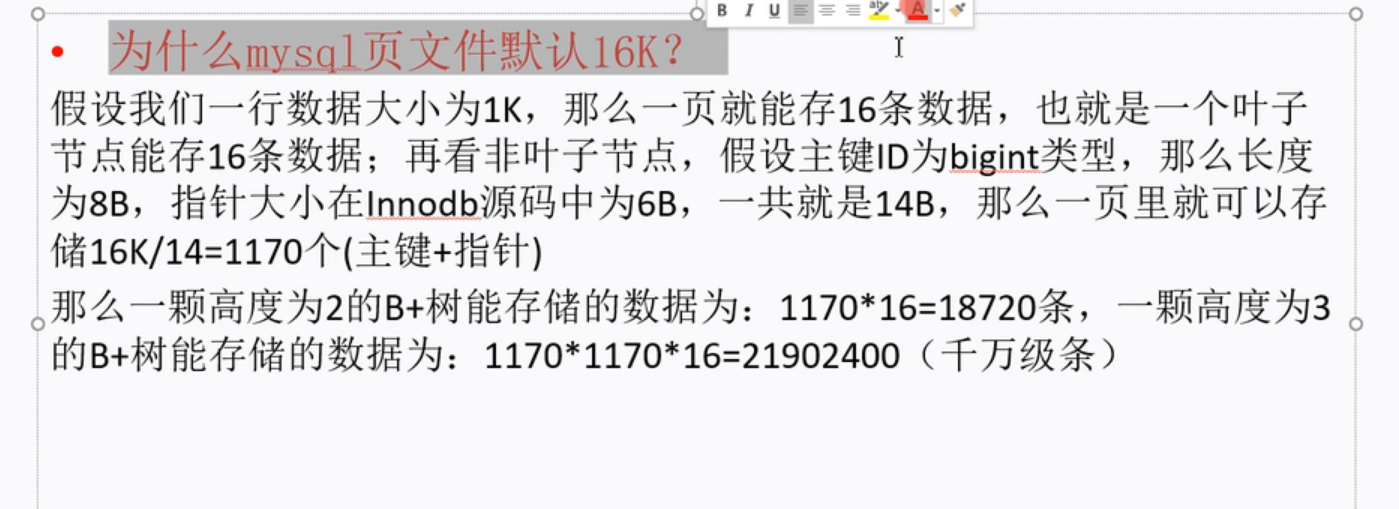 B I U ab A
为什么mysql页文件默认16K?
假设我们一行数据大小为1K，那么一页就能存16条数据，也就是一个叶子
节点能存16条数据；再看非叶子节点，假设主键ID为bigint类型，那么长度
为8B，指针大小在Innodb源码中为6B，一共就是14B，那么一页里就可以存
储16K/14=1170个(主键+指针)
那么一颗高度为2的B+树能存储的数据为：1170*16=18720条，一颗高度为3
的B+树能存储的数据为：1170*1170*16=21902400（千万级条）